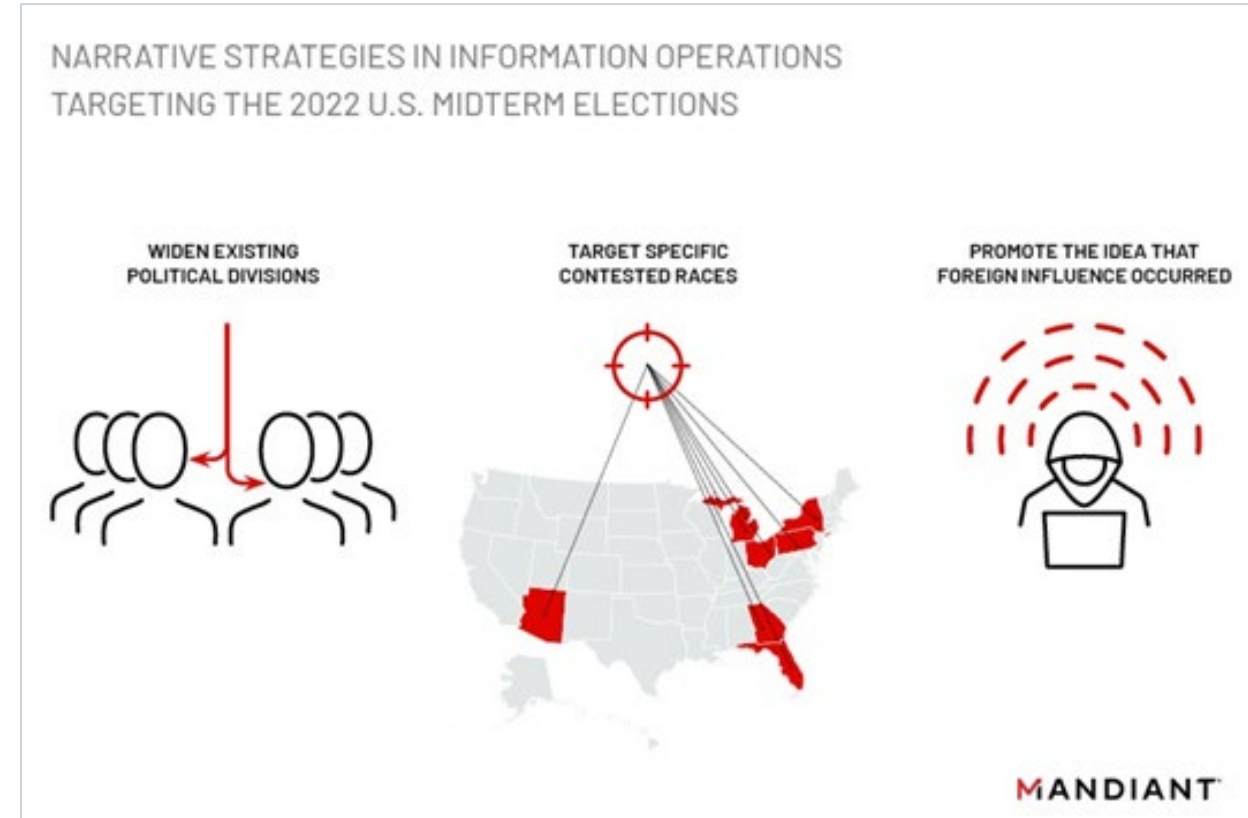 NARRATIVE STRATEGIES IN INFORMATION OPERATIONS
TARGETING THE 2022 U.S. MIDTERM ELECTIONS
WIDEN EXISTING
POLITICAL DIVISIONS
TARGET SPECIFIC
CONTESTED RACES
PROMOTE THE IDEA THAT
FOREIGN INFLUENCE OCCURRED
MANDIANT